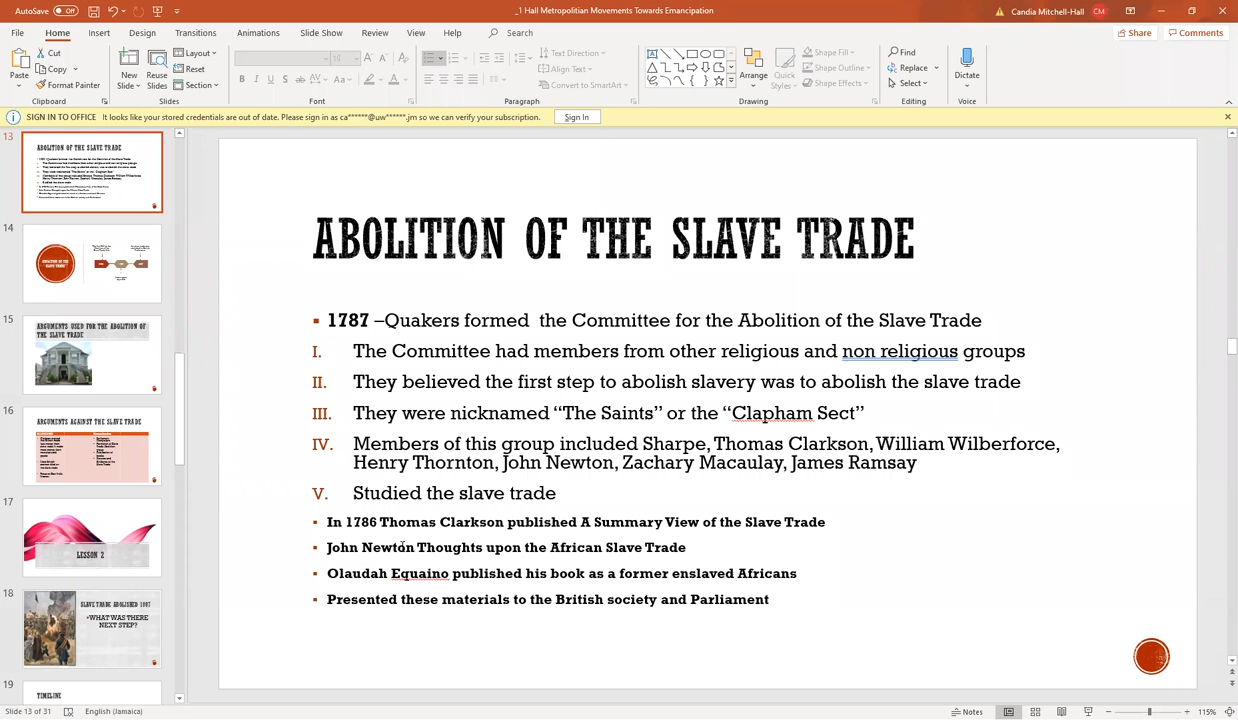 AutoSave Off
_1 Hall Metropolitan Movements Towards Emancipation
Candia Mitchell-Hall CM
File Home Insert Design Transitions Animations Slide Show Review View Help Search Share Comments
Paste Cut Copy Format Painter Clipboard
New Slide Reuse Slides Layout Reset Section Slides
Font
Text Direction Align Text Convert to SmartArt Paragraph
Arrange Quick Styles Shape Fill Shape Outline Shape Effects Drawing
Find Replace Select Editing
Dictate Voice
SIGN IN TO OFFICE It looks like your stored credentials are out of date. Please sign in as ca******@uw******.jm so we can verify your subscription. Sign In
13
ABOLITION OF THE SLAVE TRADE
14
15
ARGUMENTS USED FOR THE ABOLITION OF THE SLAVE TRADE
16
ARGUMENTS AGAINST THE SLAVE TRADE
17
LESSON 2
18
SLAVE TRADE ABOLISHED 1807
WHAT WAS THERE NEXT STEP?
19
TIMELINE
ABOLITION OF THE SLAVE TRADE
▪ 1787 –Quakers formed the Committee for the Abolition of the Slave Trade
I. The Committee had members from other religious and non religious groups
II. They believed the first step to abolish slavery was to abolish the slave trade
III. They were nicknamed “The Saints” or the “Clapham Sect”
IV. Members of this group included Sharpe, Thomas Clarkson, William Wilberforce,
Henry Thornton, John Newton, Zachary Macaulay, James Ramsay
V. Studied the slave trade
▪ In 1786 Thomas Clarkson published A Summary View of the Slave Trade
▪ John Newton Thoughts upon the African Slave Trade
▪ Olaudah Equaino published his book as a former enslaved Africans
▪ Presented these materials to the British society and Parliament
Slide 13 of 31 English (Jamaica) Notes 115%